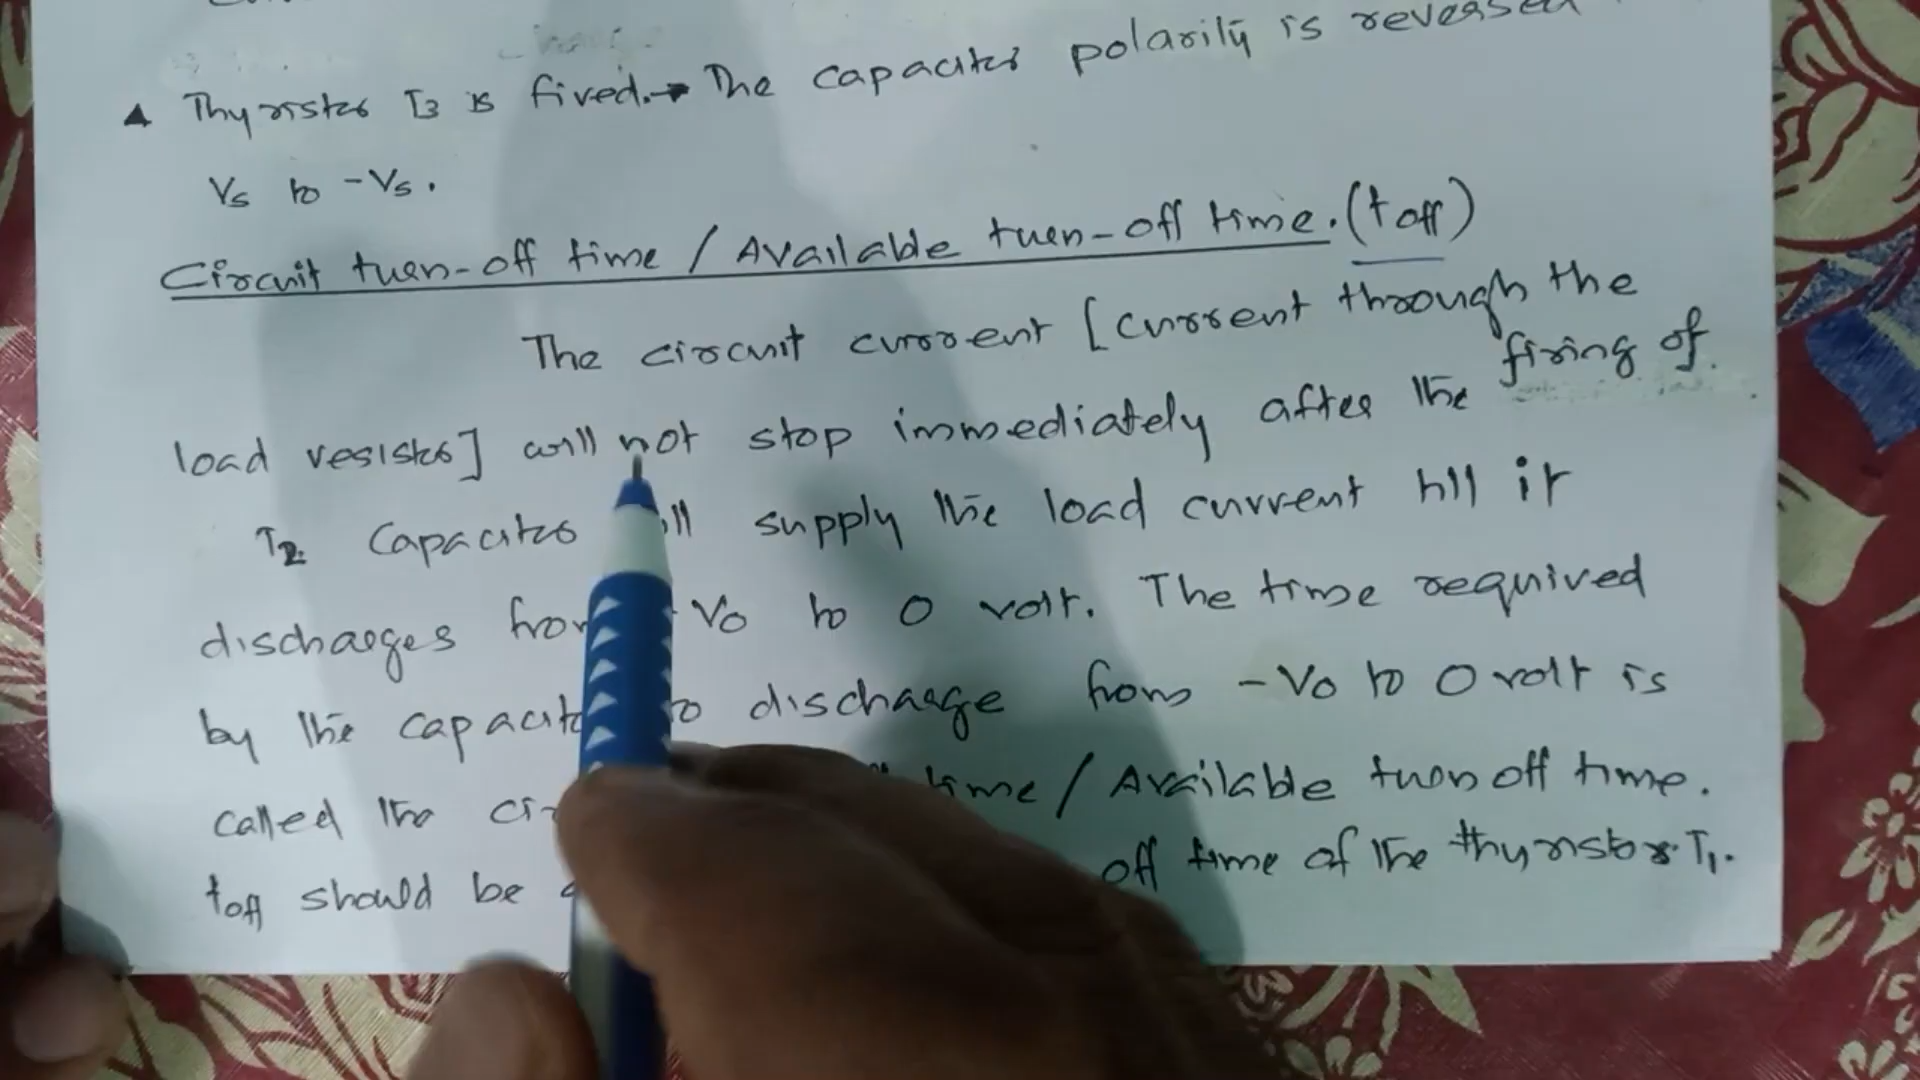 ▲ Thyristor T3 is fired. → The capacitor polarity is reversed
Vs to -Vs.
Circuit turn-off time / Available turn-off time. (toff)
The circuit current [current through the
load resistor] will not stop immediately after the firing of
T2 Capacitor will supply the load current till it
discharges from -Vo to 0 volt. The time required
by the capacitor to discharge from -Vo to 0 volt is
called the time / Available turn off time.
toff should be off time of the thyristor T1.